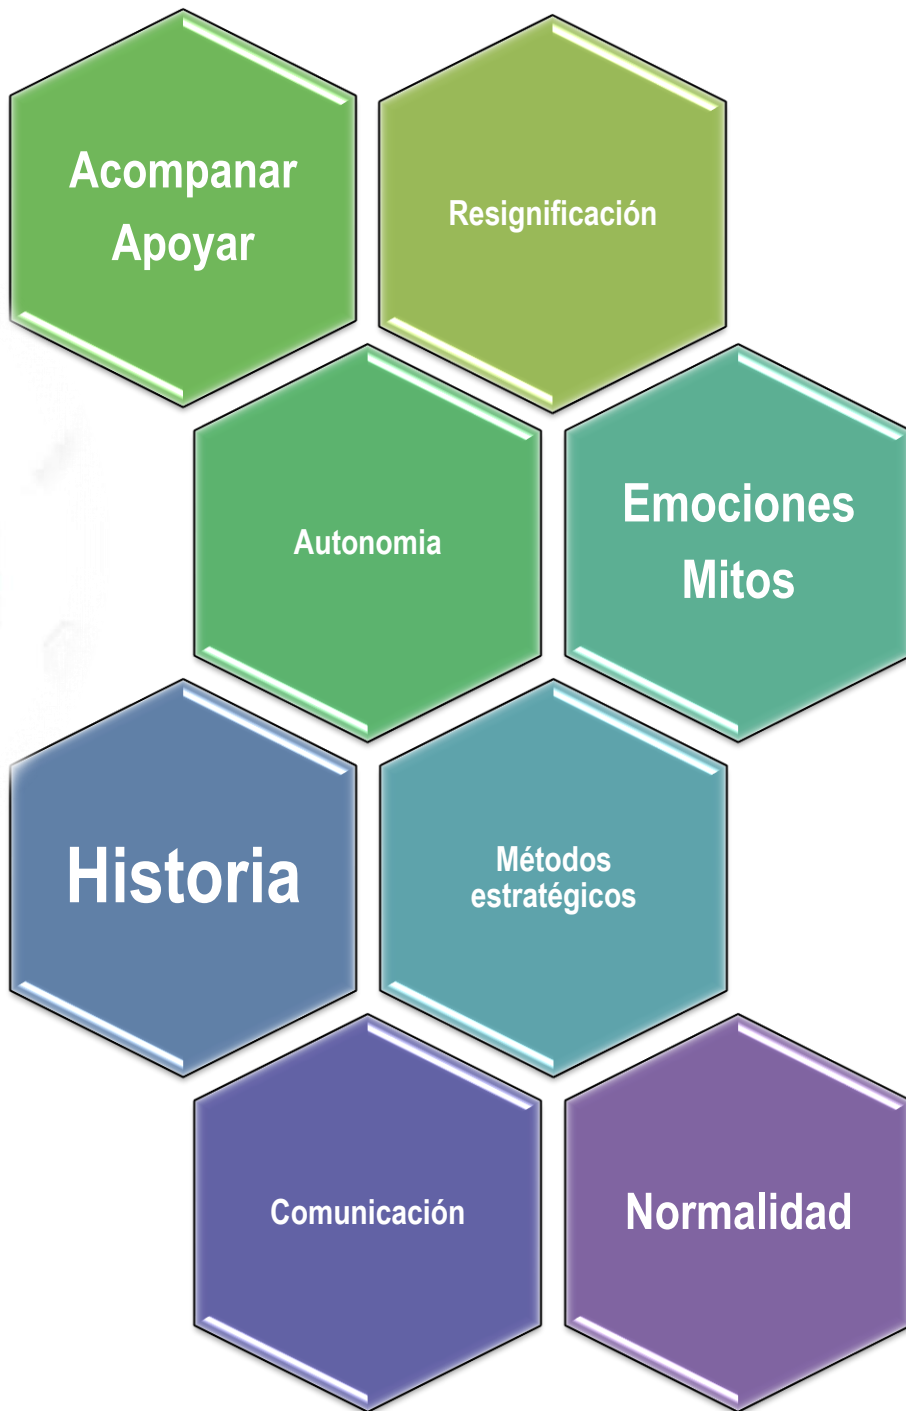 Acompanar
Apoyar
Resignificación
Autonomia
Emociones
Mitos
Historia
Métodos
estratégicos
Comunicación
Normalidad